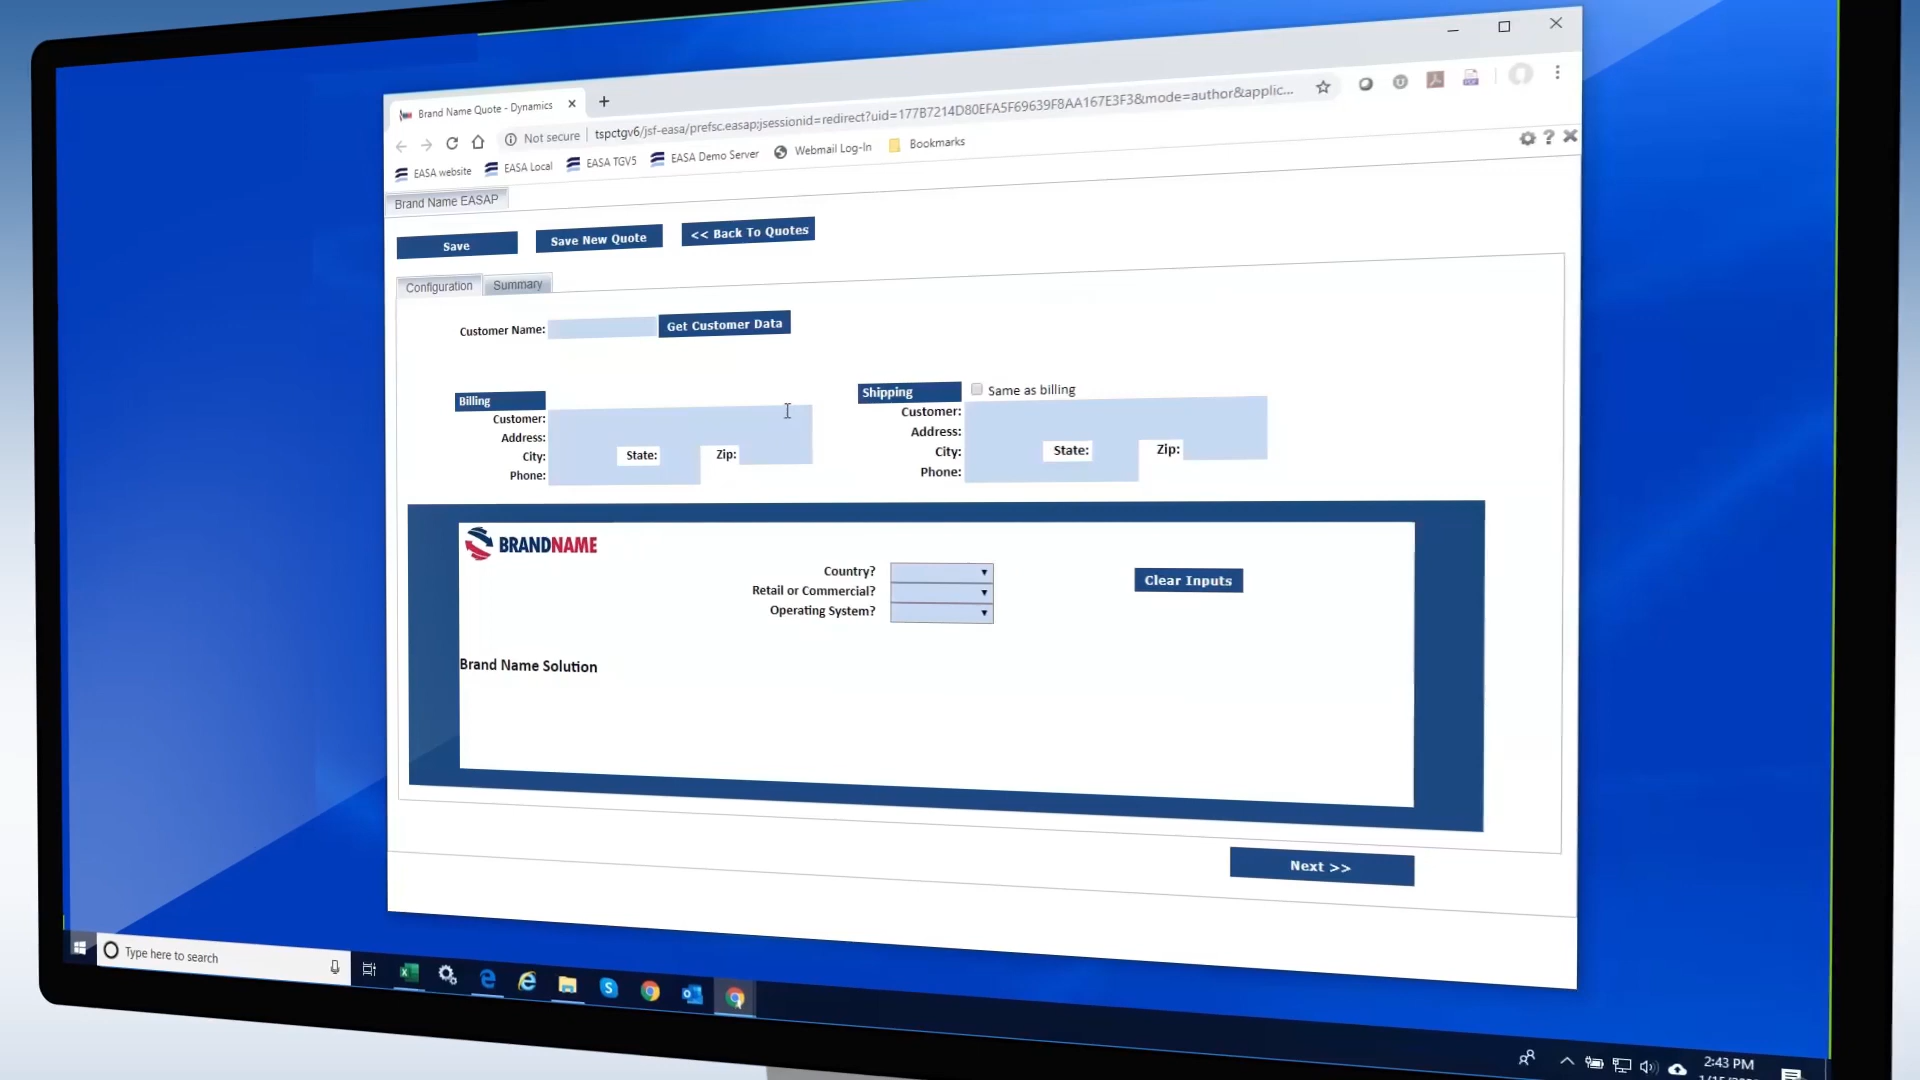 Brand Name Quote - Dynamics
Not secure
tspctgv6/jsf-easa/prefsc.easap;jsessionid=redirect?uid=177B7214D80EFA5F69639F8AA167E3F3&mode=author&applic...
EASA website
EASA Local
EASA TGV5
EASA Demo Server
Webmail Log-In
Bookmarks
Brand Name EASAP
Save
Save New Quote
<< Back To Quotes
Configuration
Summary
Customer Name:
Get Customer Data
Billing
Customer:
Address:
City:
State:
Zip:
Phone:
Shipping
Same as billing
Customer:
Address:
City:
State:
Zip:
Phone:
BRANDNAME
Country?
Retail or Commercial?
Operating System?
Clear Inputs
Brand Name Solution
Next >>
Type here to search
2:43 PM